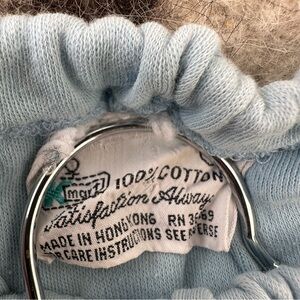 mart 100% COTTON
Satisfaction Always
MADE IN HONG KONG RN
CARE INSTRUCTIONS SEE